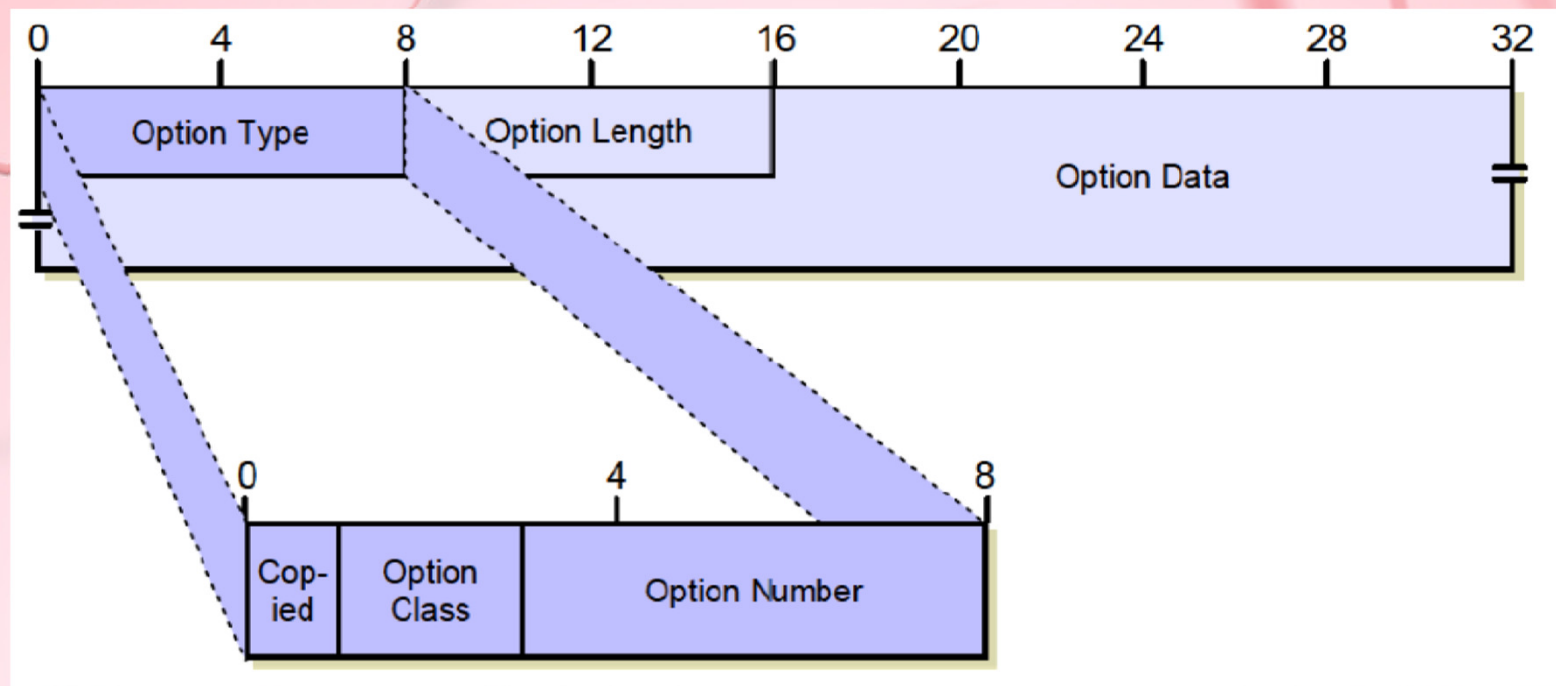 0 4 8 12 16 20 24 28 32
Option Type
Option Length
Option Data
0 4 8
Cop-
ied
Option
Class
Option Number